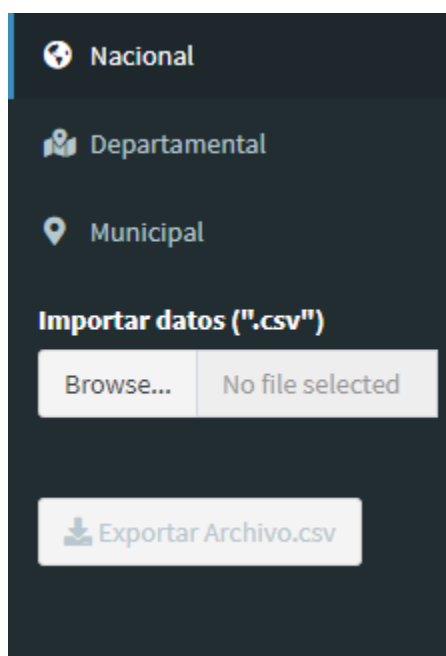 Nacional
Departamental
Municipal
Importar datos (".csv")
Browse... No file selected
Exportar Archivo.csv